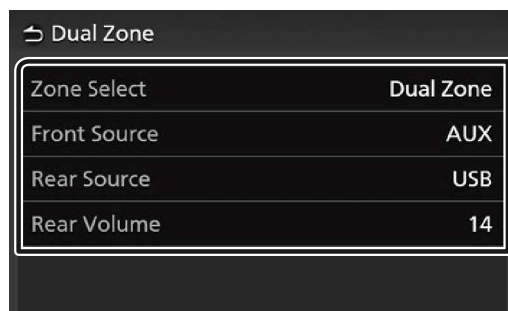 Dual Zone
Zone Select Dual Zone
Front Source AUX
Rear Source USB
Rear Volume 14